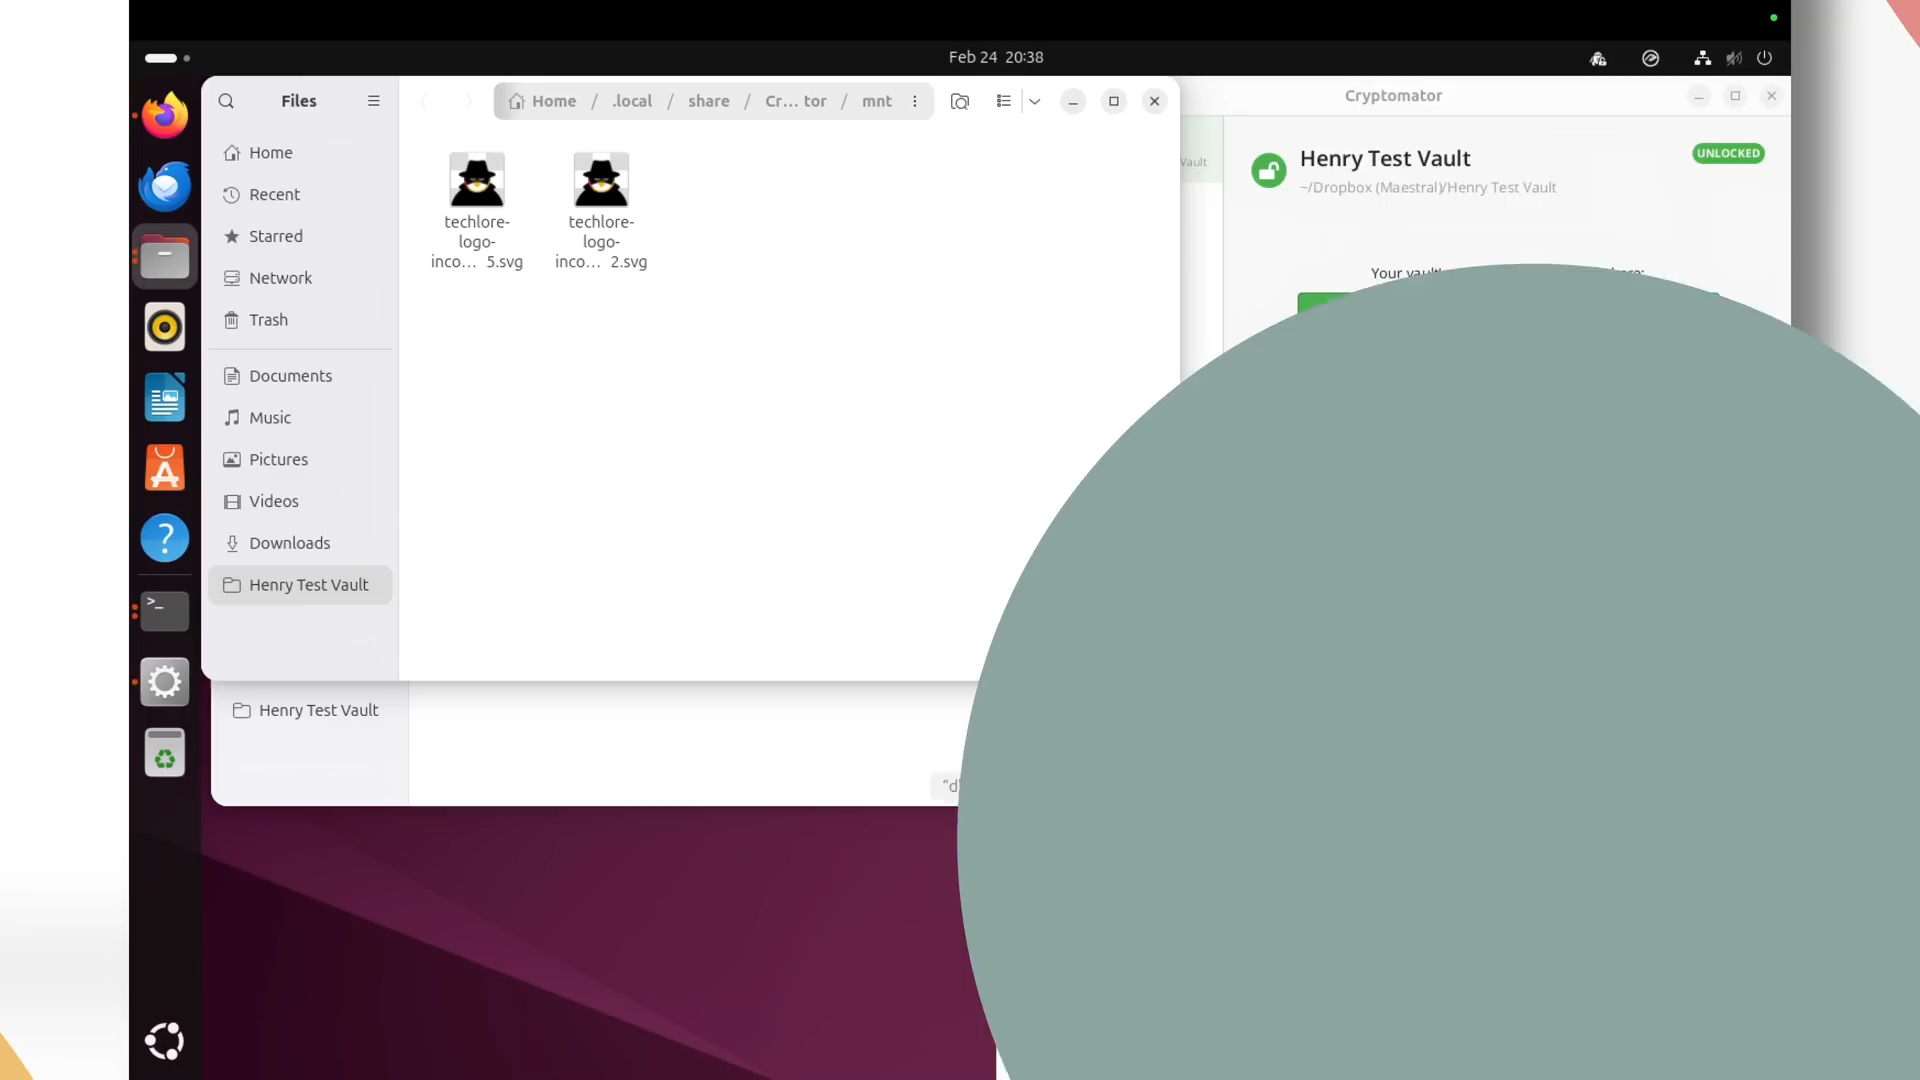 Feb 24 20:38
Files
Home / .local / share / Cr... tor / mnt
Home
Recent
Starred
Network
Trash
Documents
Music
Pictures
Videos
Downloads
Henry Test Vault
techlore-
logo-
inco... 5.svg
techlore-
logo-
inco... 2.svg
Henry Test Vault
Cryptomator
Vault
Henry Test Vault
UNLOCKED
~/Dropbox (Maestral)/Henry Test Vault
Your